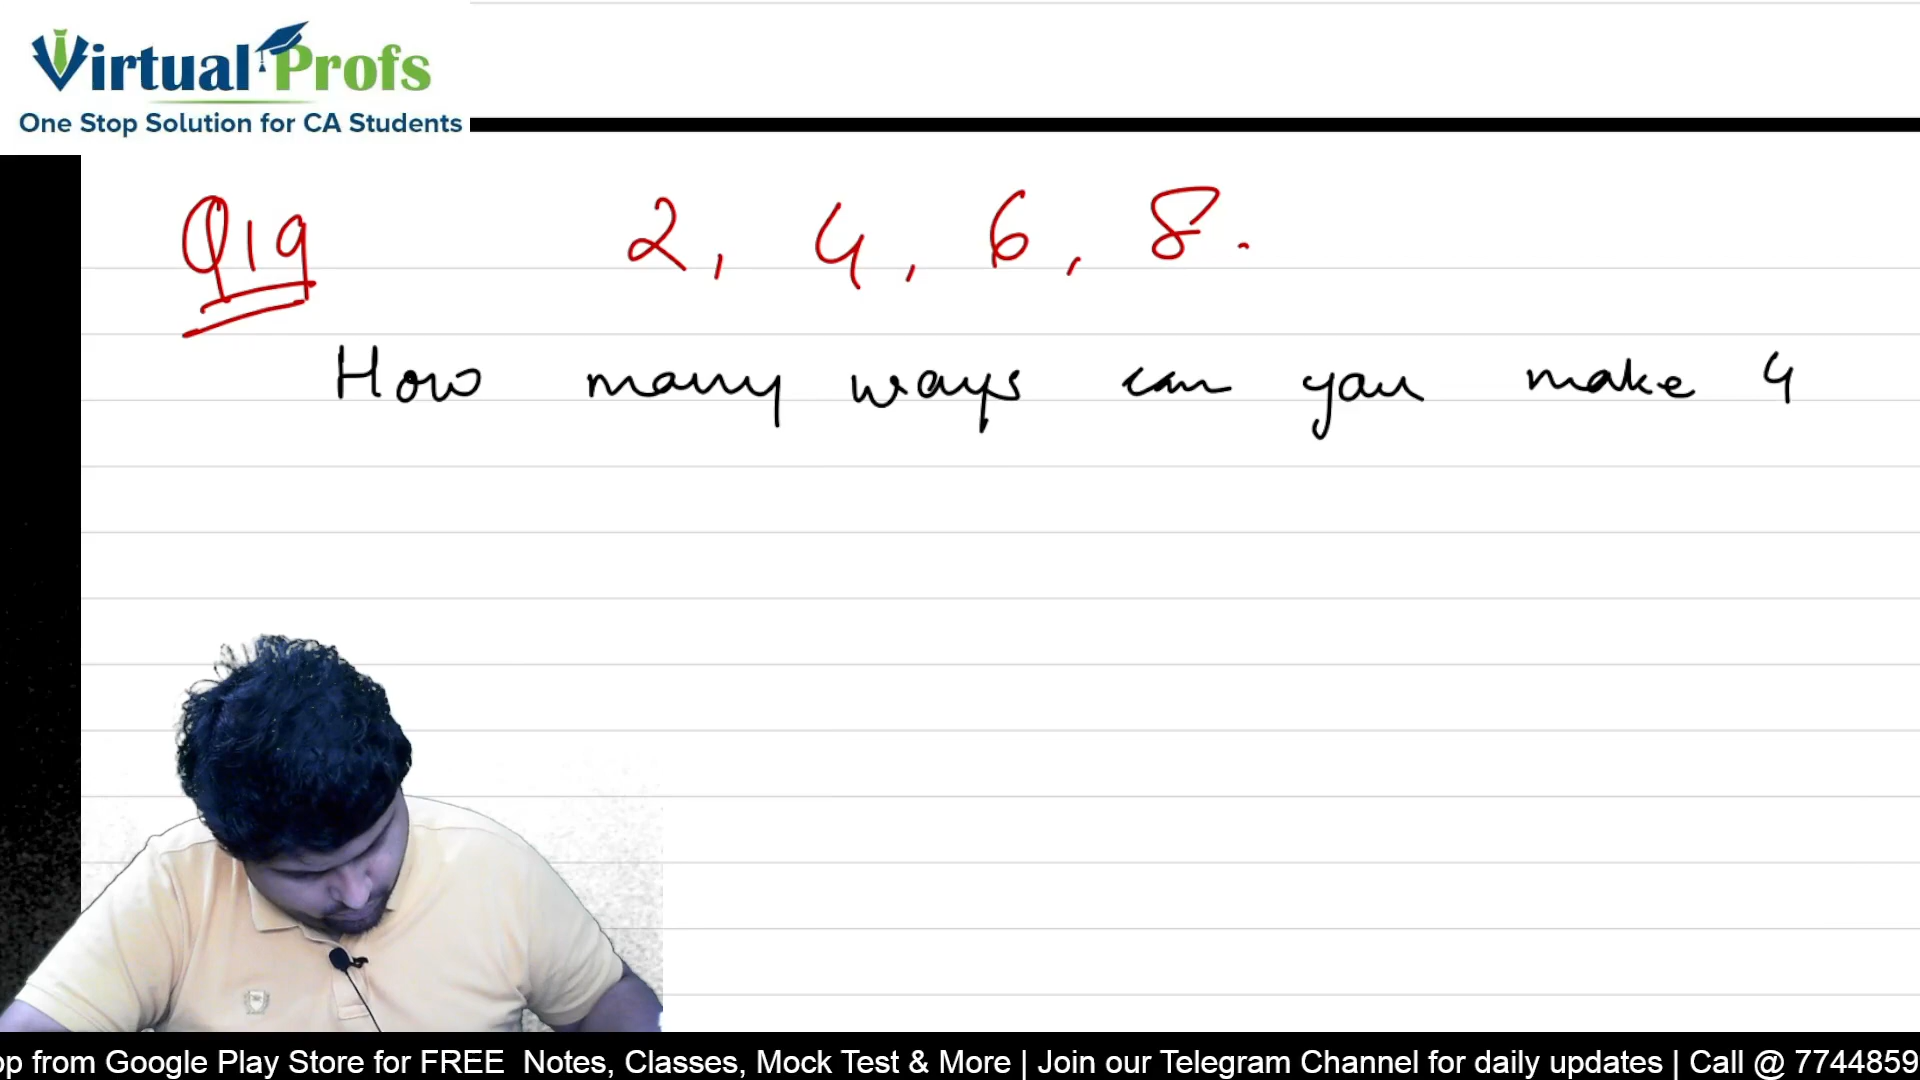 Virtual Profs
One Stop Solution for CA Students
Q19 2, 4, 6, 8.
How many ways can you make 4
op from Google Play Store for FREE Notes, Classes, Mock Test & More | Join our Telegram Channel for daily updates | Call @ 7744859